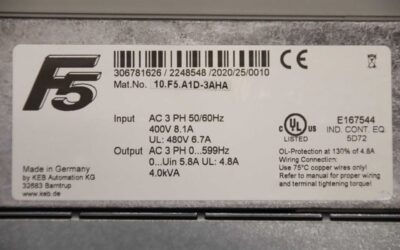 F5
306781626 / 2248548 /2020/25/0010
Mat.No. 10.F5.A1D-3AHA
Input AC 3 PH 50/60Hz
400V 8.1A
UL: 480V 6.7A
Output AC 3 PH 0...599Hz
0...Uin 5.8A UL: 4.8A
4.0kVA
CE
C UL US
LISTED
E167544
IND. CONT. EQ.
5D72
OL-Protection at 130% of 4.8A
Wiring Connection:
Use 75°C copper wires only!
Refer to manual for proper wiring
and terminal tightening torque!
Made in Germany
by KEB Automation KG
32683 Barntrup
www.keb.de